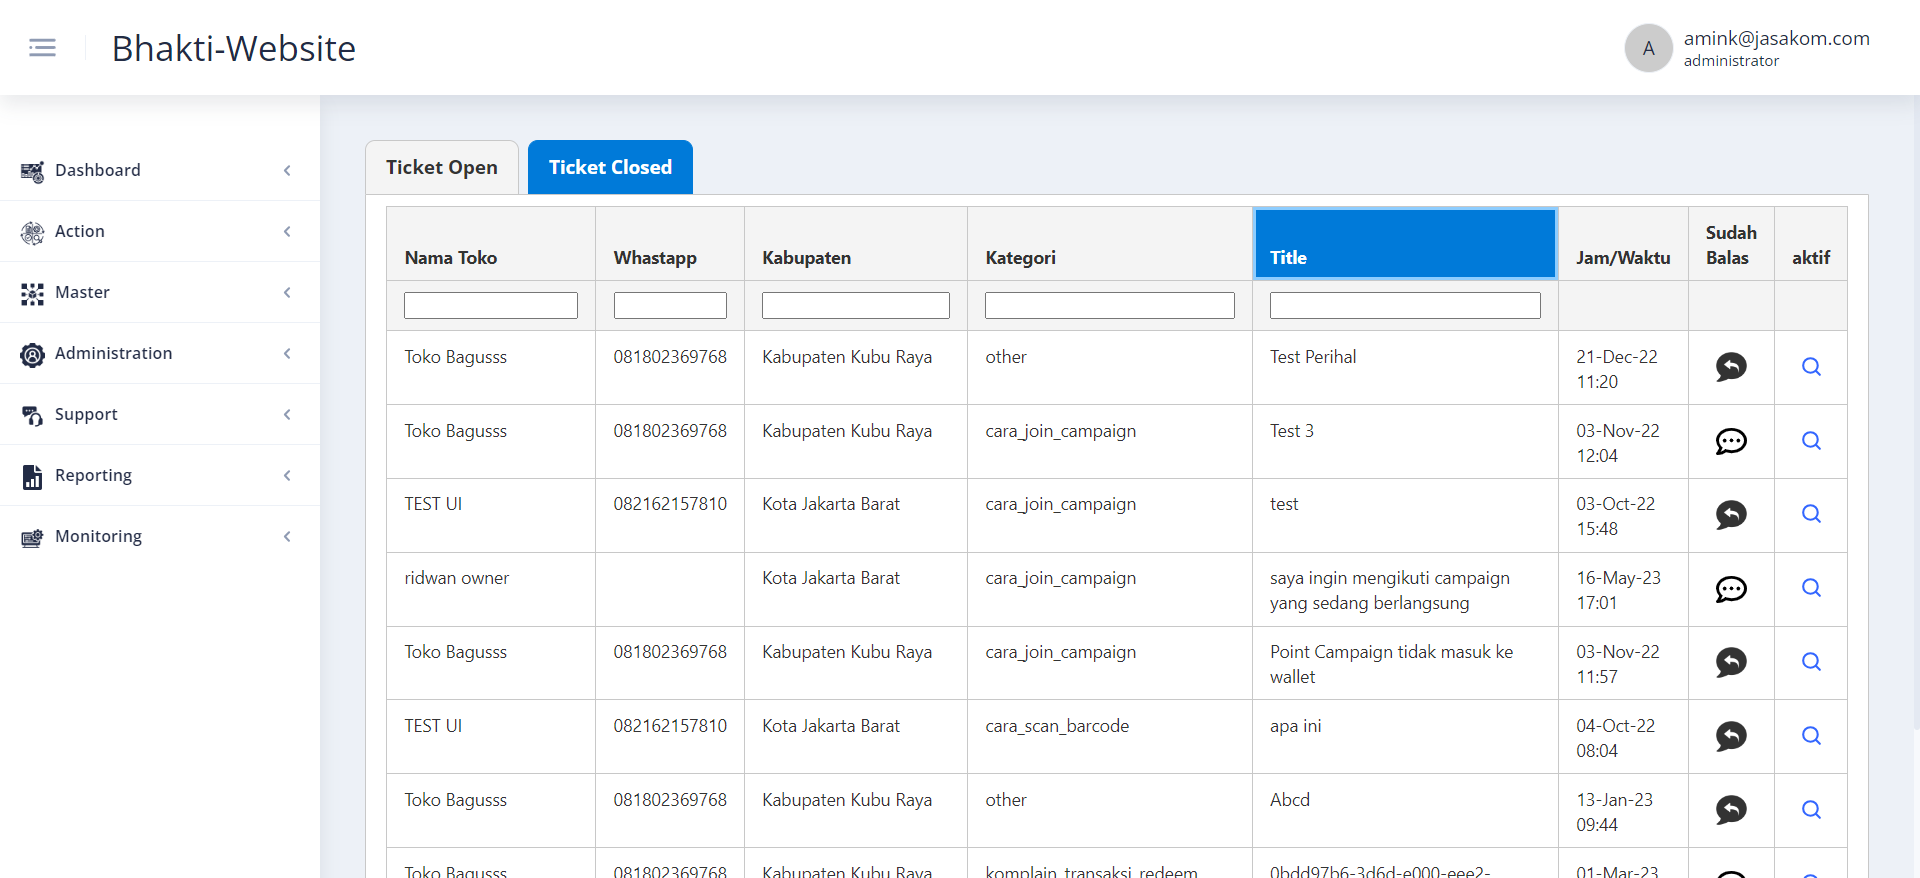 Bhakti-Website
A
amink@jasakom.com
administrator
Dashboard
Action
Master
Administration
Support
Reporting
Monitoring
Ticket Open
Ticket Closed
Nama Toko Whastapp Kabupaten Kategori Title Jam/Waktu Sudah Balas aktif
Toko Bagusss 081802369768 Kabupaten Kubu Raya other Test Perihal 21-Dec-22 11:20
Toko Bagusss 081802369768 Kabupaten Kubu Raya cara_join_campaign Test 3 03-Nov-22 12:04
TEST UI 082162157810 Kota Jakarta Barat cara_join_campaign test 03-Oct-22 15:48
ridwan owner Kota Jakarta Barat cara_join_campaign saya ingin mengikuti campaign yang sedang berlangsung 16-May-23 17:01
Toko Bagusss 081802369768 Kabupaten Kubu Raya cara_join_campaign Point Campaign tidak masuk ke wallet 03-Nov-22 11:57
TEST UI 082162157810 Kota Jakarta Barat cara_scan_barcode apa ini 04-Oct-22 08:04
Toko Bagusss 081802369768 Kabupaten Kubu Raya other Abcd 13-Jan-23 09:44
Toko Bagusss 081802369768 Kabupaten Kubu Raya komplain_transaksi_redeem 0bdd97b6-3d6d-e000-eee2- 01-Mar-23